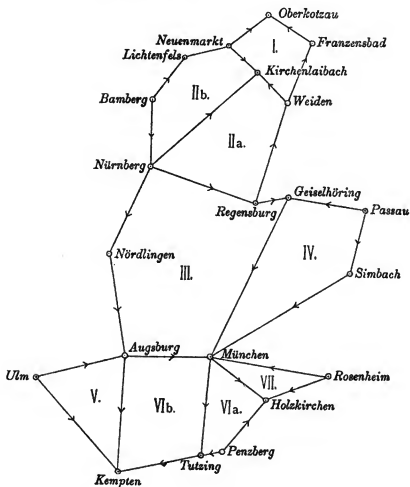 Oberkotzau
Neuenmarkt
I.
Franzensbad
Lichtenfels
Kirchenlaibach
Bamberg
IIb.
Weiden
IIa.
Nürnberg
Geiselhöring
Regensburg
Passau
Nördlingen
III.
IV.
Simbach
Augsburg
München
Ulm
VII.
Rosenheim
V.
VIb.
VIa.
Holzkirchen
Penzberg
Tutzing
Kempten